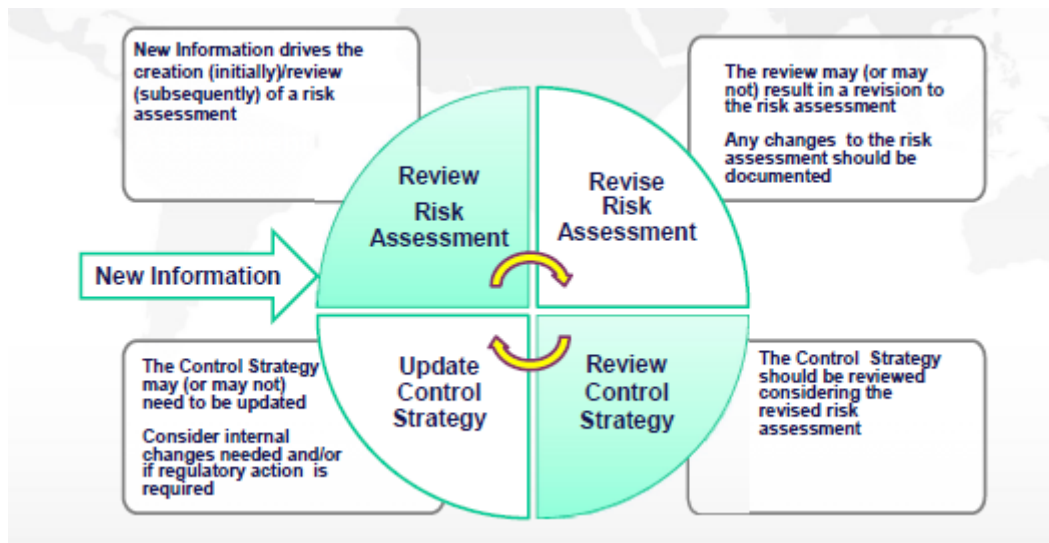 New Information drives the
creation (initially)/review
(subsequently) of a risk
assessment
The review may (or may
not) result in a revision to
the risk assessment
Any changes to the risk
assessment should be
documented
Review
Risk
Assessment
Revise
Risk
Assessment
New Information
The Control Strategy
may (or may not)
need to be updated
Consider internal
changes needed and/or
if regulatory action is
required
Update
Control
Strategy
Review
Control
Strategy
The Control Strategy
should be reviewed
considering the
revised risk
assessment